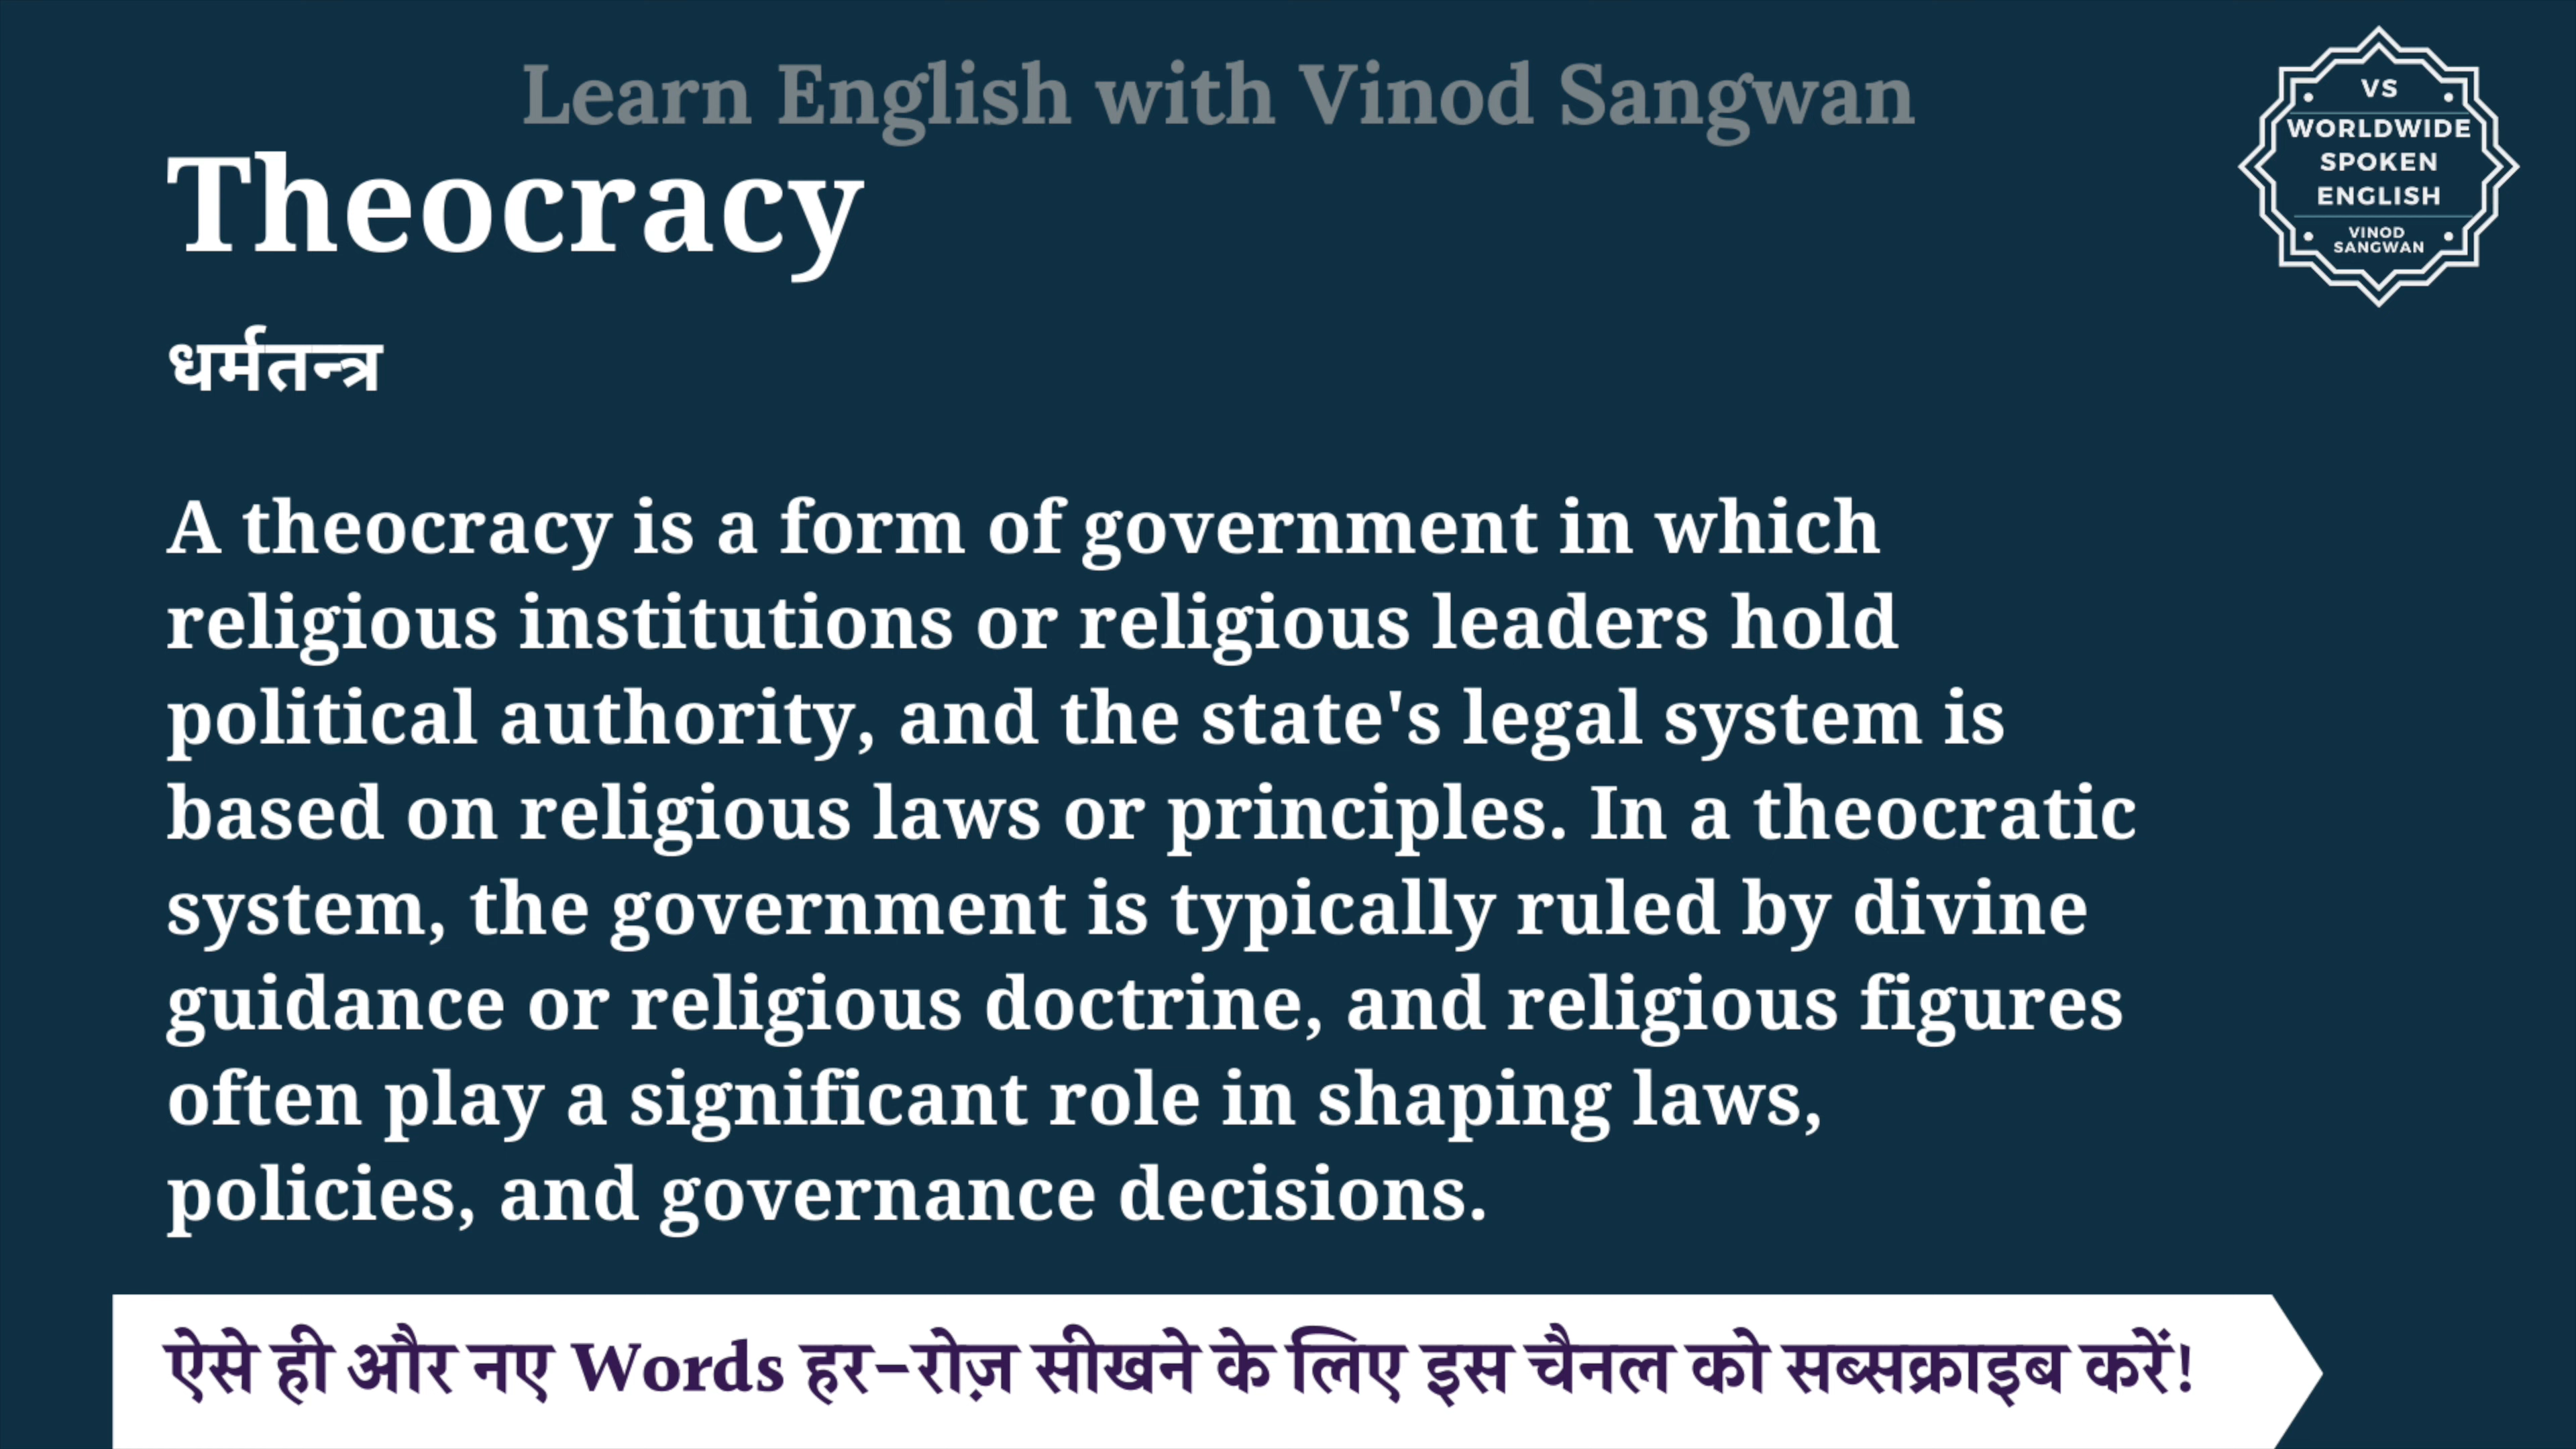 Learn English with Vinod Sangwan
VS
WORLDWIDE
SPOKEN
ENGLISH
VINOD
SANGWAN
Theocracy
धर्मतन्त्र
A theocracy is a form of government in which
religious institutions or religious leaders hold
political authority, and the state's legal system is
based on religious laws or principles. In a theocratic
system, the government is typically ruled by divine
guidance or religious doctrine, and religious figures
often play a significant role in shaping laws,
policies, and governance decisions.
ऐसे ही और नए Words हर-रोज़ सीखने के लिए इस चैनल को सब्सक्राइब करें!